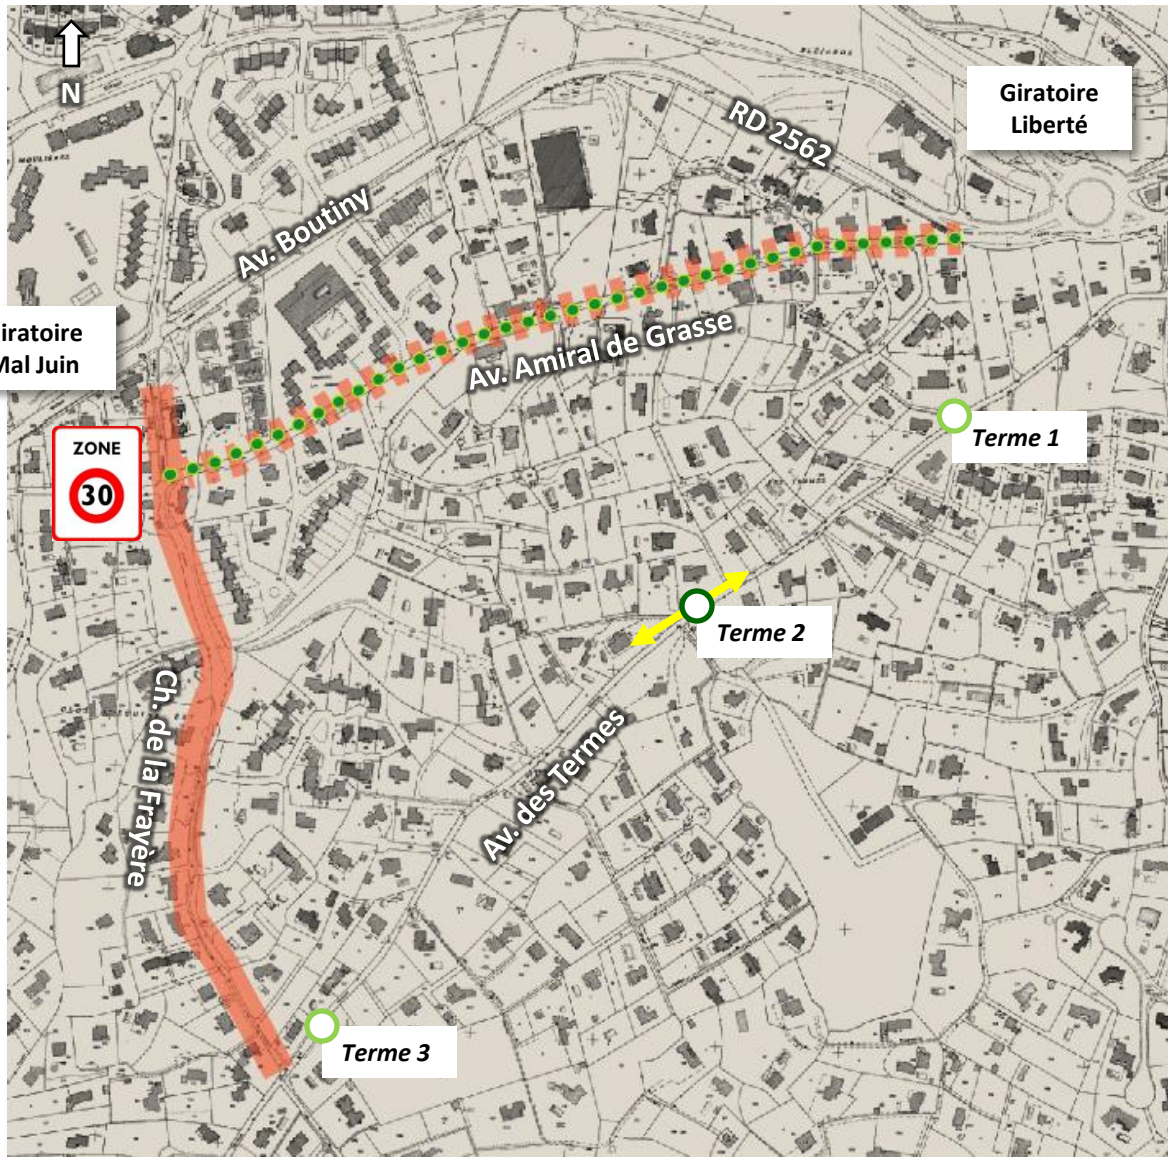 N
Giratoire
Liberté
RD 2562
Av. Boutiny
iratoire
Mal Juin
Av. Amiral de Grasse
ZONE
30
Terme 1
Terme 2
Ch. de la Frayère
Av. des Termes
Terme 3